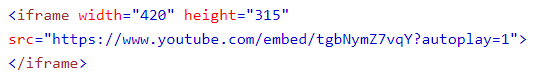 <iframe width="420" height="315"
src="https://www.youtube.com/embed/tgbNymZ7vqY?autoplay=1">
</iframe>